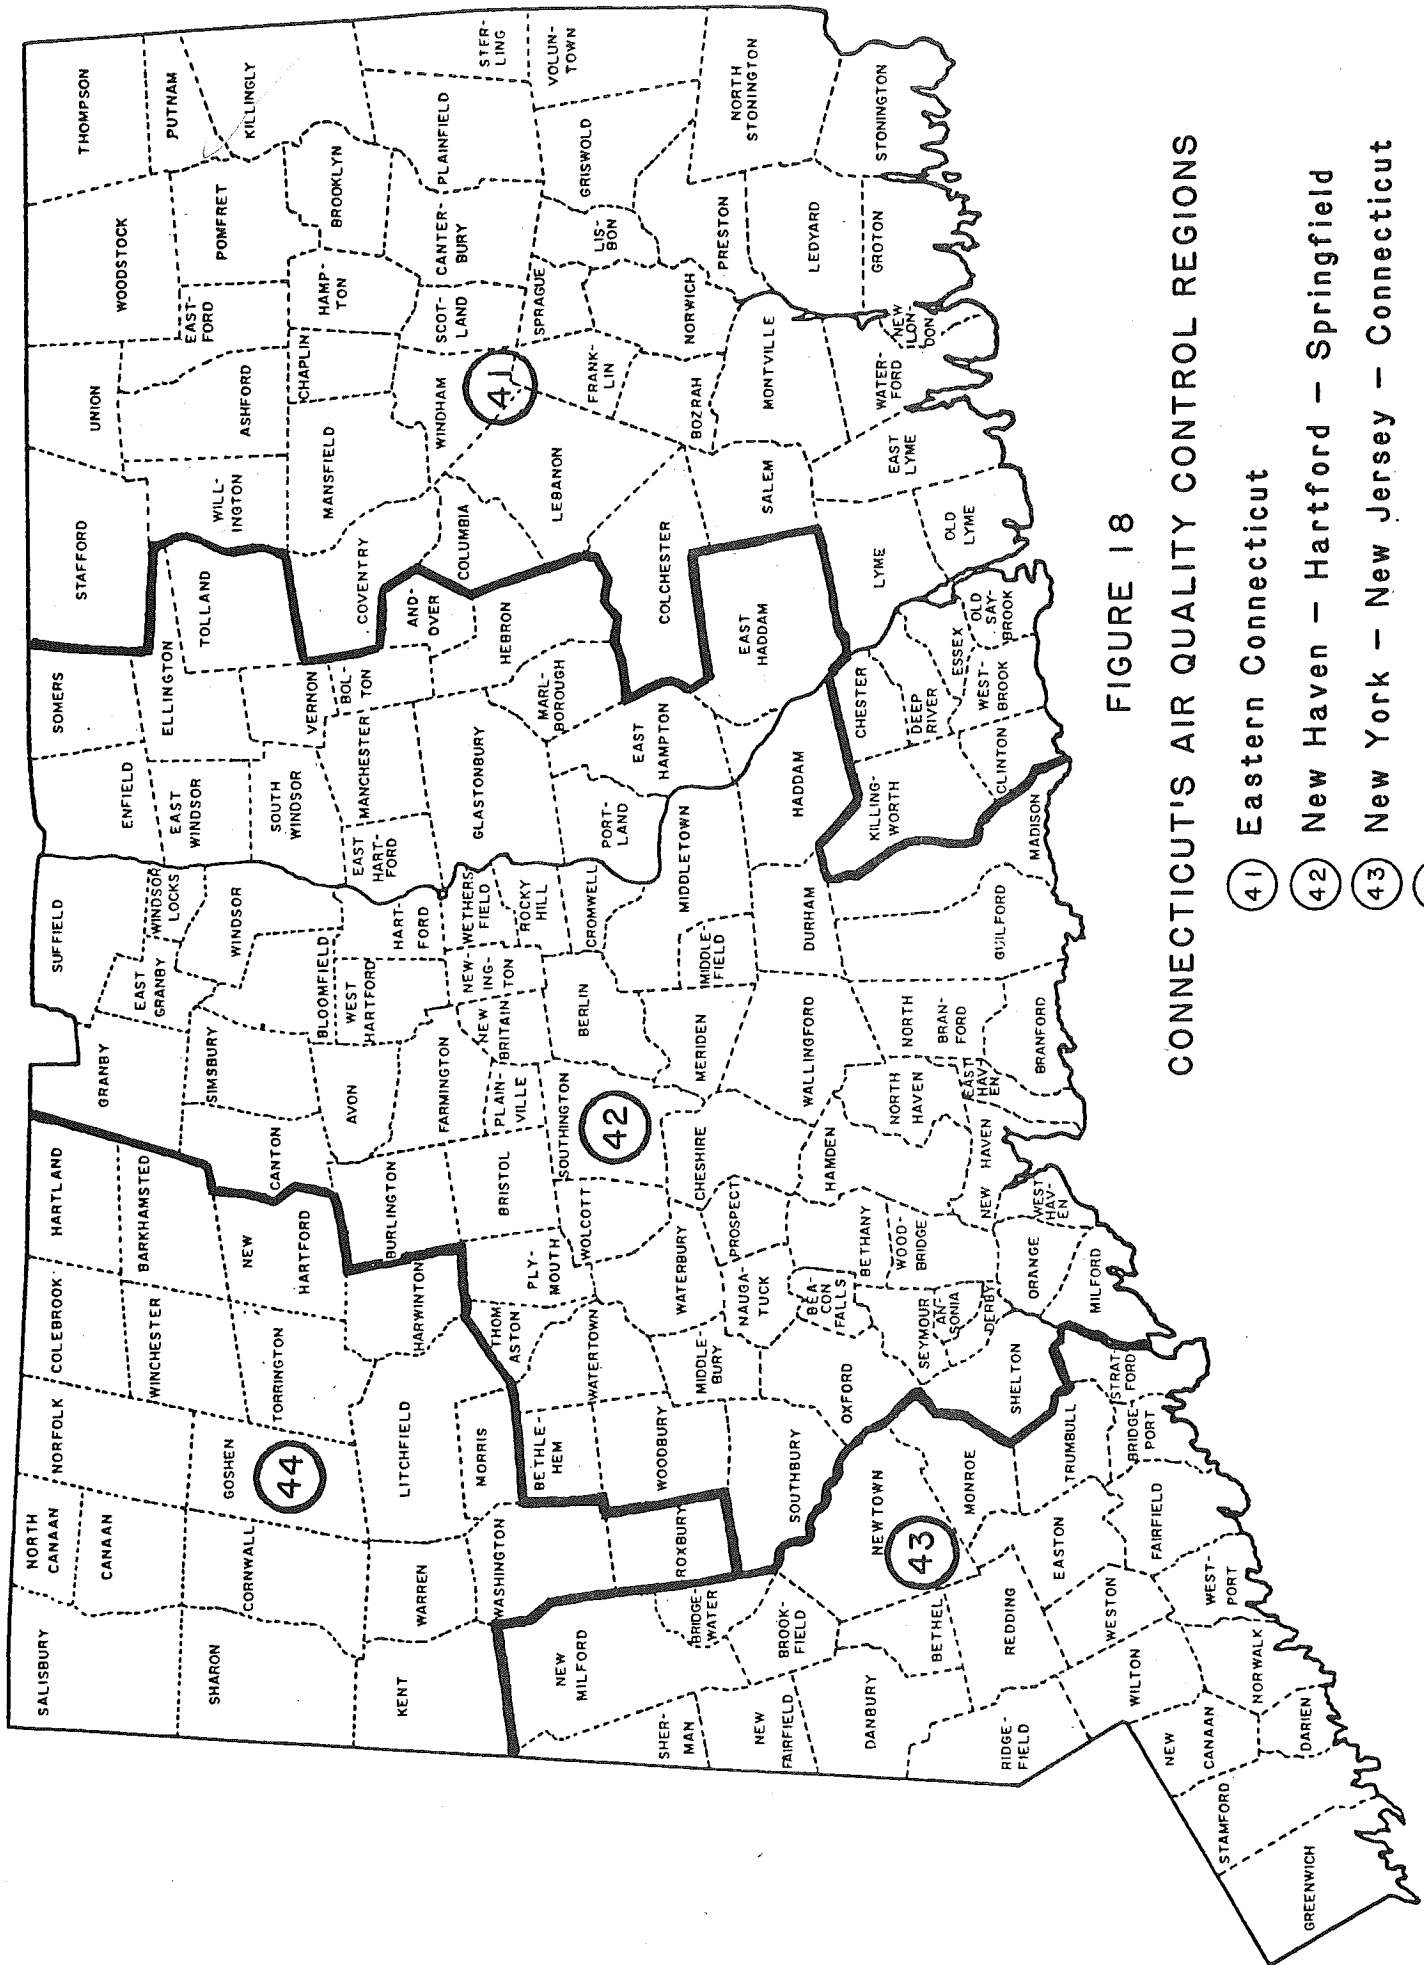 SALISBURY
NORTH
CANAAN
CANAAN
NORFOLK
COLEBROOK
HARTLAND
SUFFIELD
ENFIELD
SOMERS
STAFFORD
UNION
WOODSTOCK
THOMPSON
SHARON
CORNWALL
GOSHEN
44
WINCHESTER
TORRINGTON
BARKHAMSTED
NEW
HARTFORD
GRANBY
EAST
GRANBY
WINDSOR
LOCKS
EAST
WINDSOR
ELLINGTON
TOLLAND
WILL-
INGTON
ASHFORD
EAST-
FORD
POMFRET
PUTNAM
KILLINGLY
KENT
WARREN
LITCHFIELD
HARWINTON
BURLINGTON
CANTON
SIMSBURY
AVON
BLOOMFIELD
WINDSOR
SOUTH
WINDSOR
VERNON
BOL-
TON
COVENTRY
MANSFIELD
CHAPLIN
HAMP-
TON
BROOKLYN
WEST
HARTFORD
HART-
FORD
EAST
HART-
FORD
MANCHESTER
AND-
OVER
COLUMBIA
WINDHAM
SCOT-
LAND
CANTER-
BURY
PLAINFIELD
STER-
LING
41
WASHINGTON
MORRIS
BETHLE-
HEM
THOM
ASTON
WATERTOWN
PLY-
MOUTH
BRISTOL
FARMINGTON
PLAIN-
VILLE
NEW
BRITAIN
NEW-
ING-
TON
WETHERS
FIELD
ROCKY
HILL
GLASTONBURY
HEBRON
MARL-
BOROUGH
LEBANON
FRANK-
LIN
SPRAGUE
LIS-
BON
GRISWOLD
VOLUN-
TOWN
NEW
MILFORD
ROXBURY
WOODBURY
WOLCOTT
SOUTHINGTON
42
BERLIN
CROMWELL
PORT-
LAND
EAST
HAMPTON
COLCHESTER
BOZRAH
NORWICH
PRESTON
NORTH
STONINGTON
SHER-
MAN
BRIDGE-
WATER
SOUTHBURY
MIDDLE-
BURY
WATERBURY
NAUGA-
TUCK
PROSPECT
CHESHIRE
MERIDEN
MIDDLE-
FIELD
MIDDLETOWN
EAST
HADDAM
SALEM
MONTVILLE
LEDYARD
NEW
FAIRFIELD
BROOK-
FIELD
OXFORD
BEA-
CON
FALLS
BETHANY
HAMDEN
WALLINGFORD
DURHAM
HADDAM
LYME
EAST
LYME
WATER-
FORD
NEW
LON-
DON
GROTON
STONINGTON
DANBURY
BETHEL
NEWTOWN
43
MONROE
SEYMOUR
AN-
SONIA
DERBY
WOOD-
BRIDGE
NEW
HAVEN
NORTH
HAVEN
NORTH
BRAN-
FORD
EAST
HAV-
EN
KILLING-
WORTH
CHESTER
DEEP
RIVER
ESSEX
OLD
LYME
RIDGE-
FIELD
REDDING
EASTON
TRUMBULL
SHELTON
ORANGE
WEST
HAV-
EN
MILFORD
BRANFORD
GUILFORD
MADISON
CLINTON
WEST-
BROOK
OLD
SAY-
BROOK
WILTON
WESTON
FAIRFIELD
BRIDGE-
PORT
STRAT-
FORD
NEW
CANAAN
NORWALK
WEST-
PORT
STAMFORD
DARIEN
GREENWICH
FIGURE 18
CONNECTICUT'S AIR QUALITY CONTROL REGIONS
41 Eastern Connecticut
42 New Haven - Hartford - Springfield
43 New York - New Jersey - Connecticut